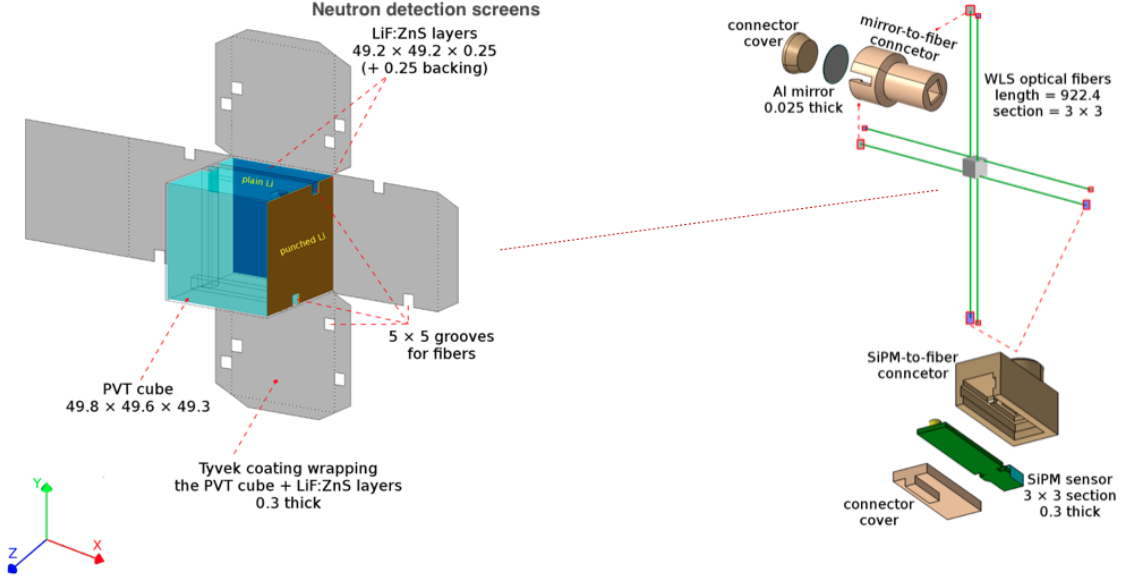 Neutron detection screens
LiF:ZnS layers
49.2 × 49.2 × 0.25
(+ 0.25 backing)
plain Li
punched Li
5 × 5 grooves
for fibers
PVT cube
49.8 × 49.6 × 49.3
Tyvek coating wrapping
the PVT cube + LiF:ZnS layers
0.3 thick
Y
Z
X
connector
cover
mirror-to-fiber
conncetor
Al mirror
0.025 thick
WLS optical fibers
length = 922.4
section = 3 × 3
SiPM-to-fiber
conncetor
SiPM sensor
3 × 3 section
0.3 thick
connector
cover